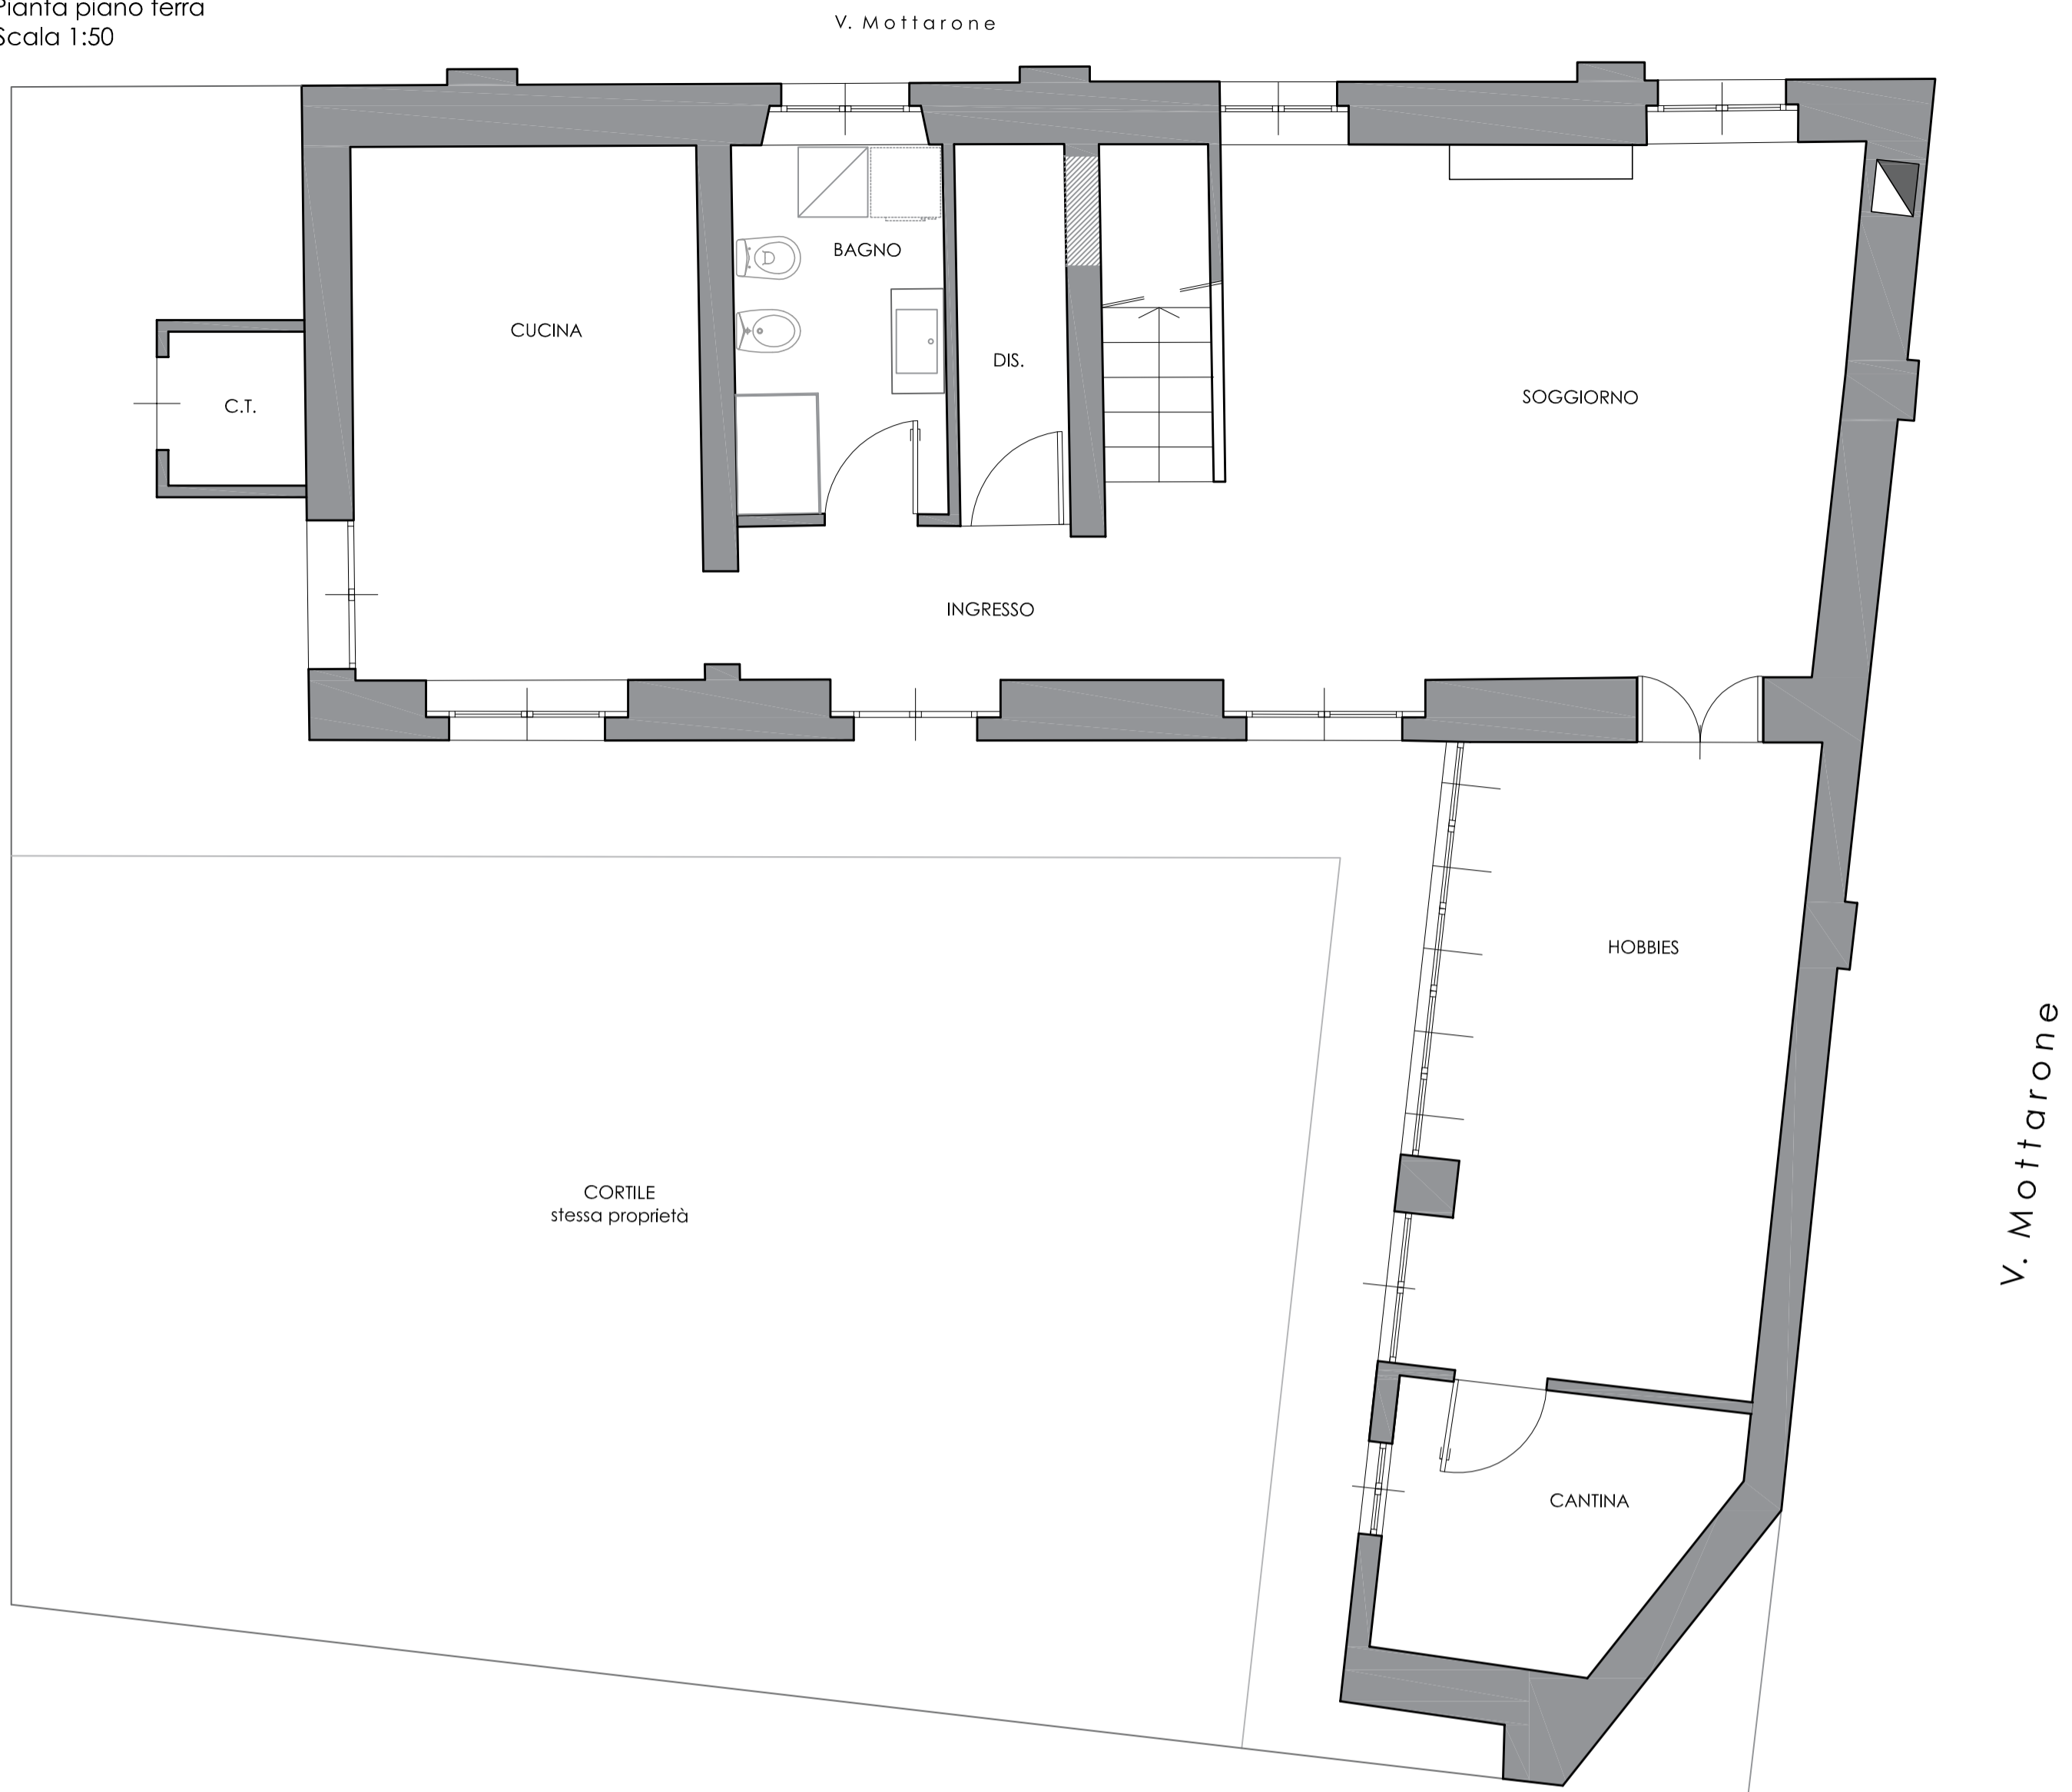 Pianta piano terra
Scala 1:50
V. Mottarone
BAGNO
CUCINA
DIS.
C.T.
SOGGIORNO
INGRESSO
HOBBIES
V. Mottarone
CORTILE
stessa proprietà
CANTINA